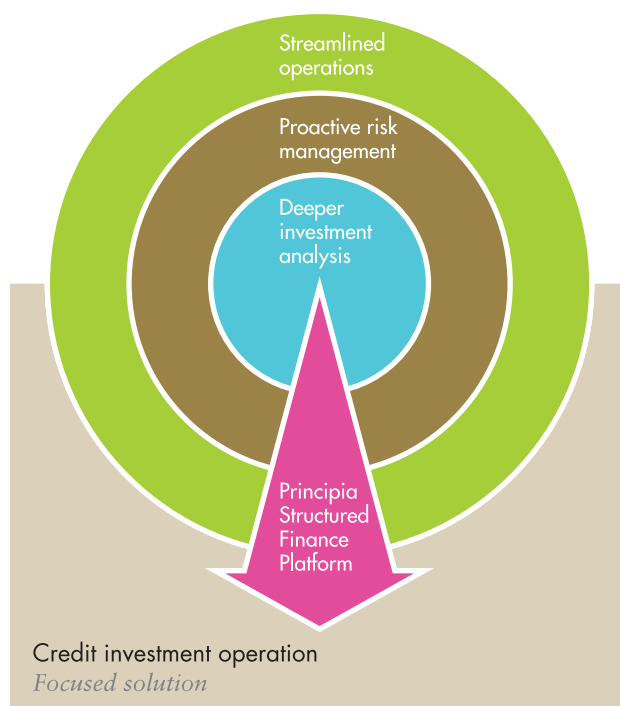 Streamlined
operations
Proactive risk
management
Deeper
investment
analysis
Principia
Structured
Finance
Platform
Credit investment operation
Focused solution